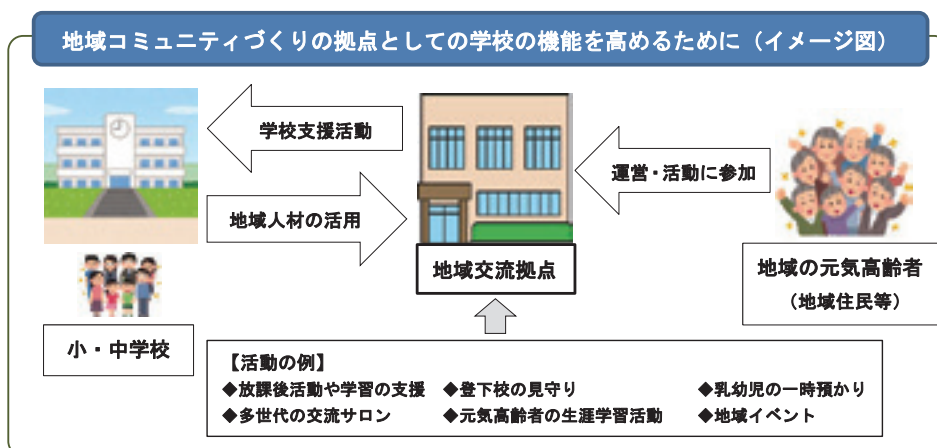 地域コミュニティづくりの拠点としての学校の機能を高めるために（イメージ図）
学校支援活動
地域人材の活用
運営・活動に参加
地域交流拠点
地域の元気高齢者
（地域住民等）
小・中学校
【活動の例】
◆放課後活動や学習の支援 ◆登下校の見守り ◆乳幼児の一時預かり
◆多世代の交流サロン ◆元気高齢者の生涯学習活動 ◆地域イベント